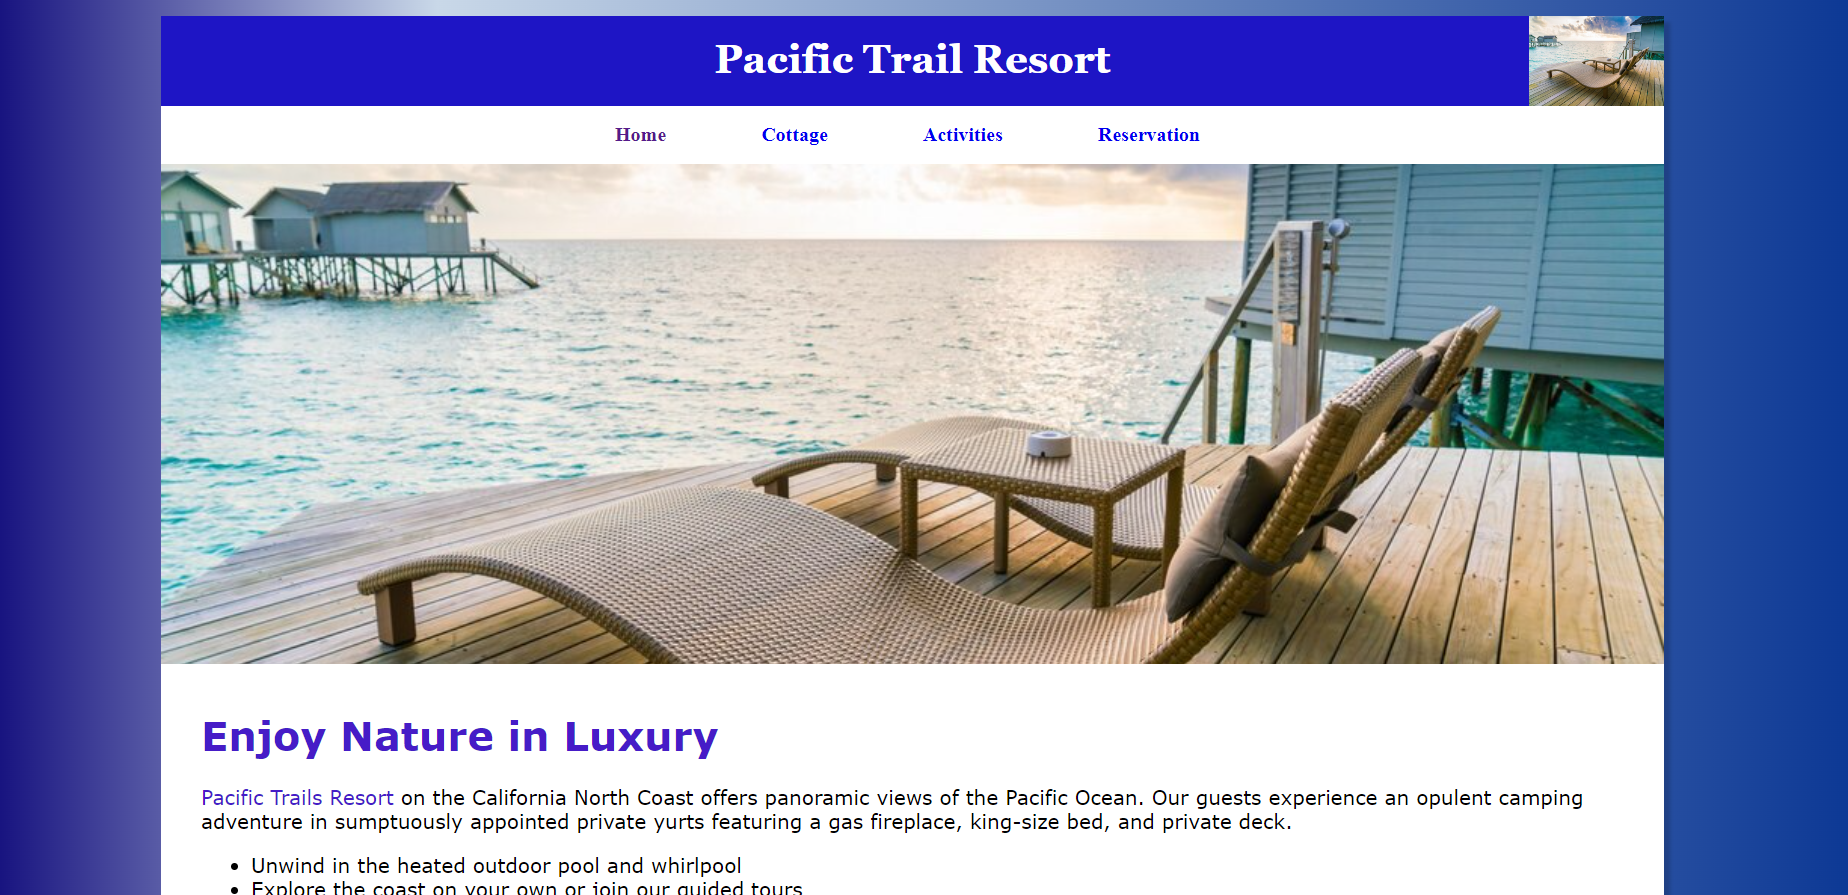 Pacific Trail Resort
Home Cottage Activities Reservation
Enjoy Nature in Luxury
Pacific Trails Resort on the California North Coast offers panoramic views of the Pacific Ocean. Our guests experience an opulent camping
adventure in sumptuously appointed private yurts featuring a gas fireplace, king-size bed, and private deck.
• Unwind in the heated outdoor pool and whirlpool
• Explore the coast on your own or join our guided tours